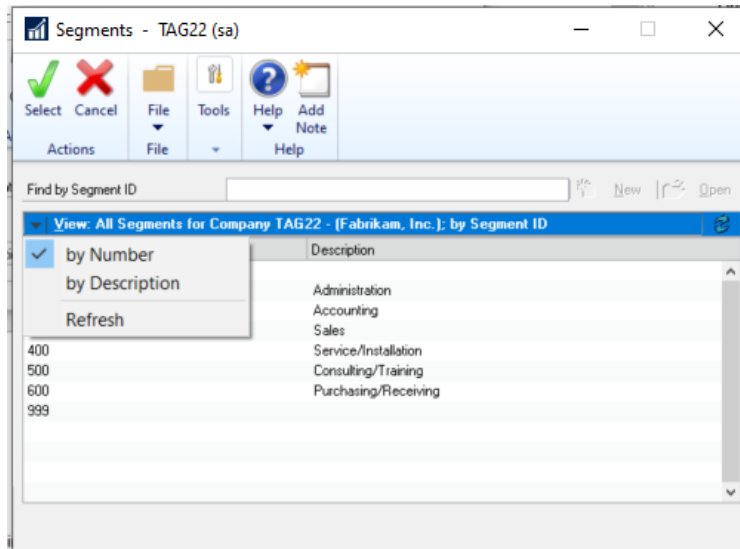 Segments - TAG22 (sa)
Select Cancel File Tools Help Add Note
Actions File Help
Find by Segment ID New Open
View: All Segments for Company TAG22 - (Fabrikam, Inc.); by Segment ID
by Number
by Description
Refresh
Description
Administration
Accounting
Sales
400 Service/Installation
500 Consulting/Training
600 Purchasing/Receiving
999